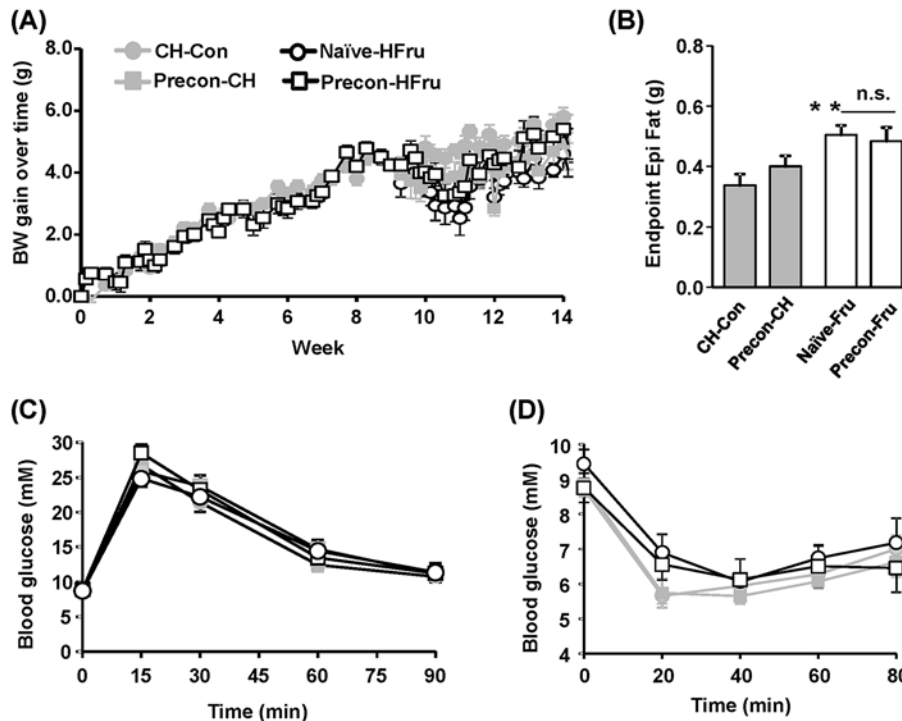 (A)
BW gain over time (g)
8.0
6.0
4.0
2.0
0.0
CH-Con
Naïve-HFru
Precon-CH
Precon-HFru
0 2 4 6 8 10 12 14
Week
(B)
Endpoint Epi Fat (g)
0.8
0.6
0.4
0.2
0.0
* *
n.s.
CH-Con
Precon-CH
Naïve-Fru
Precon-Fru
(C)
Blood glucose (mM)
30
25
20
15
10
5
0
0 15 30 45 60 75 90
Time (min)
(D)
Blood glucose (mM)
10
9
8
7
6
5
4
0 20 40 60 80
Time (min)